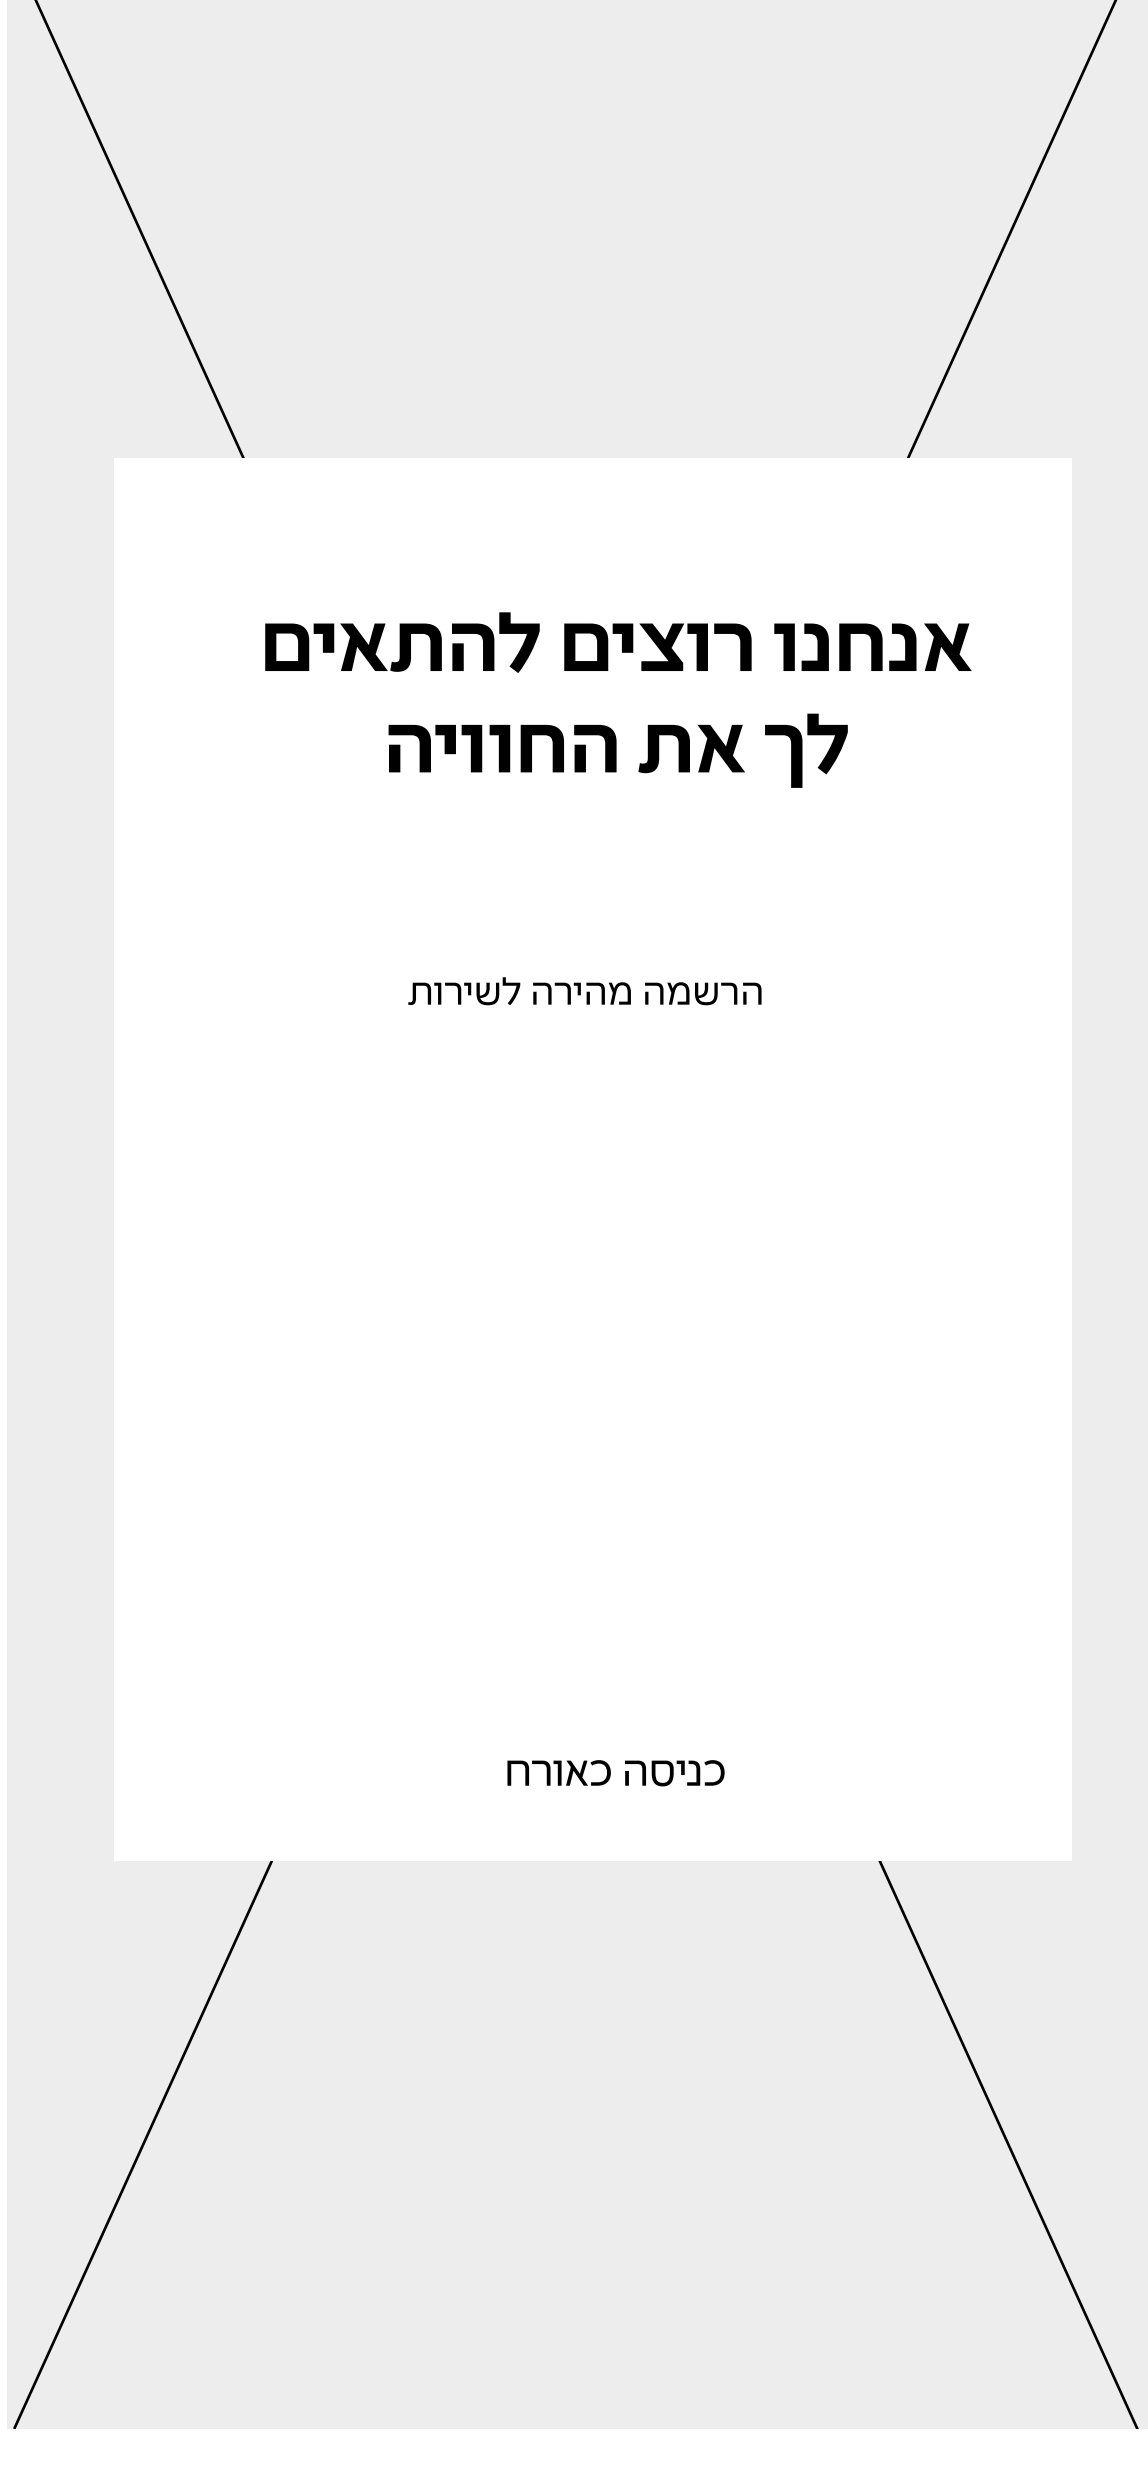 אנחנו רוצים להתאים
לך את החוויה
הרשמה מהירה לשירות
כניסה כאורח